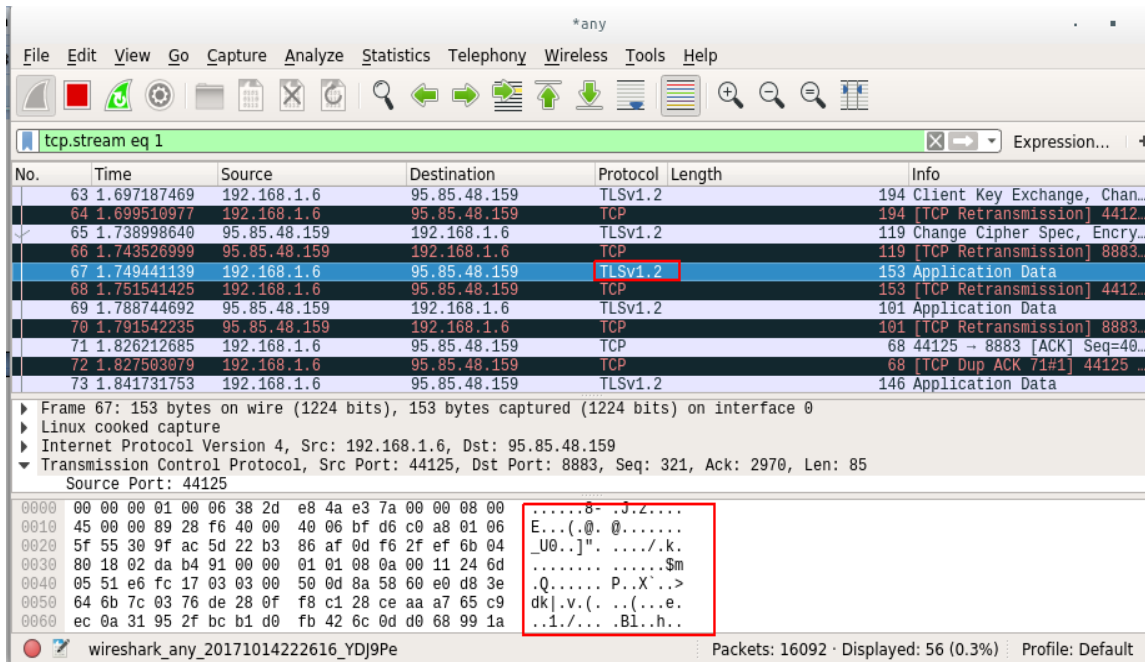 *any
File Edit View Go Capture Analyze Statistics Telephony Wireless Tools Help
tcp.stream eq 1 Expression... +
No. Time Source Destination Protocol Length Info
63 1.697187469 192.168.1.6 95.85.48.159 TLSv1.2 194 Client Key Exchange, Chan…
64 1.699510977 192.168.1.6 95.85.48.159 TCP 194 [TCP Retransmission] 4412…
65 1.738998640 95.85.48.159 192.168.1.6 TLSv1.2 119 Change Cipher Spec, Encry…
66 1.743526999 95.85.48.159 192.168.1.6 TCP 119 [TCP Retransmission] 8883…
67 1.749441139 192.168.1.6 95.85.48.159 TLSv1.2 153 Application Data
68 1.751541425 192.168.1.6 95.85.48.159 TCP 153 [TCP Retransmission] 4412…
69 1.788744692 95.85.48.159 192.168.1.6 TLSv1.2 101 Application Data
70 1.791542235 95.85.48.159 192.168.1.6 TCP 101 [TCP Retransmission] 8883…
71 1.826212685 192.168.1.6 95.85.48.159 TCP 68 44125 → 8883 [ACK] Seq=40…
72 1.827503079 192.168.1.6 95.85.48.159 TCP 68 [TCP Dup ACK 71#1] 44125 …
73 1.841731753 192.168.1.6 95.85.48.159 TLSv1.2 146 Application Data
Frame 67: 153 bytes on wire (1224 bits), 153 bytes captured (1224 bits) on interface 0
Linux cooked capture
Internet Protocol Version 4, Src: 192.168.1.6, Dst: 95.85.48.159
Transmission Control Protocol, Src Port: 44125, Dst Port: 8883, Seq: 321, Ack: 2970, Len: 85
Source Port: 44125
0000 00 00 00 01 00 06 38 2d e8 4a e3 7a 00 00 08 00 ......8- .J.z....
0010 45 00 00 89 28 f6 40 00 40 06 bf d6 c0 a8 01 06 E...(.@. @.......
0020 5f 55 30 9f ac 5d 22 b3 86 af 0d f6 2f ef 6b 04 _U0..]". ..../.k.
0030 80 18 02 da b4 91 00 00 01 01 08 0a 00 11 24 6d ........ ......$m
0040 05 51 e6 fc 17 03 03 00 50 0d 8a 58 60 e0 d8 3e .Q...... P..X`..>
0050 64 6b 7c 03 76 de 28 0f f8 c1 28 ce aa a7 65 c9 dk|.v.(. ..(...e.
0060 ec 0a 31 95 2f bc b1 d0 fb 42 6c 0d d0 68 99 1a ..1./... .Bl..h..
wireshark_any_20171014222616_YDJ9Pe Packets: 16092 · Displayed: 56 (0.3%) Profile: Default